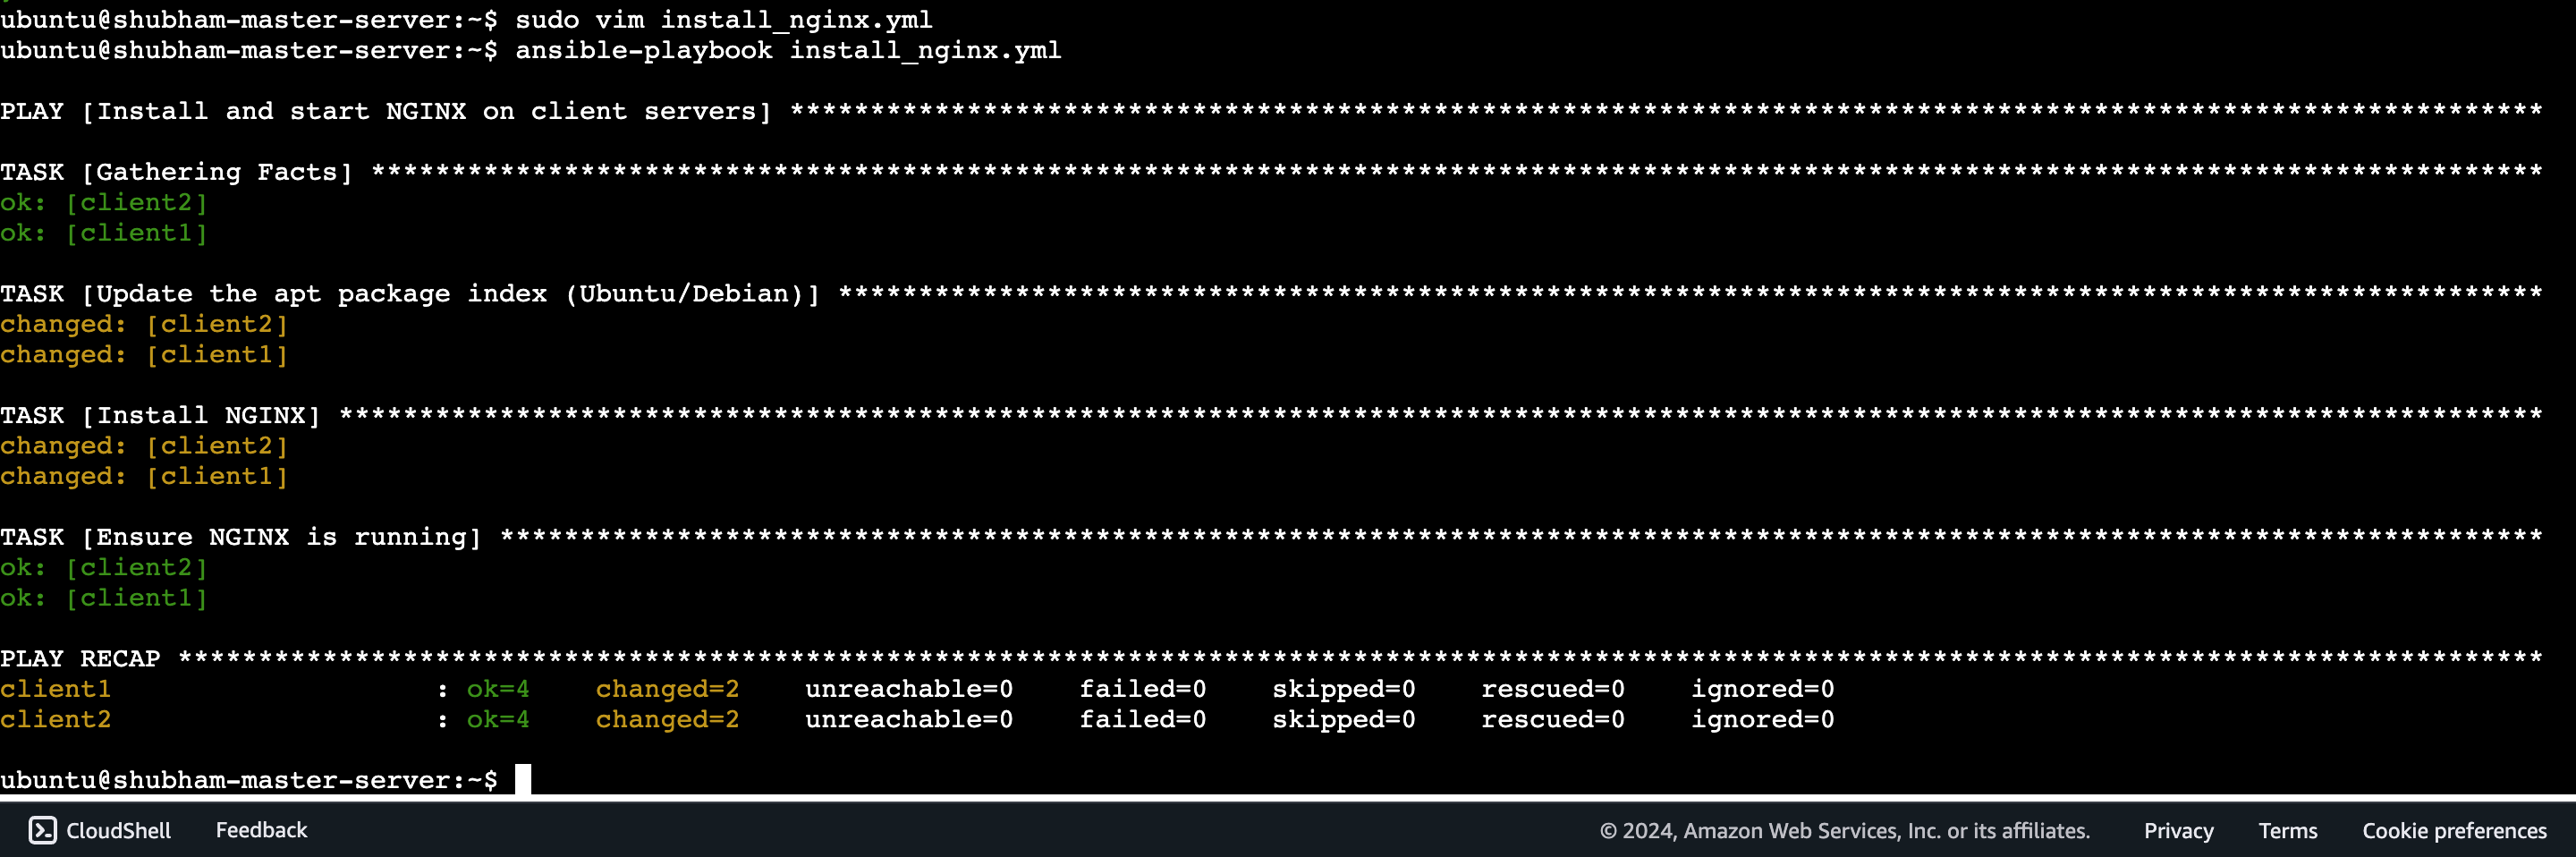 ubuntu@shubham-master-server:~$ sudo vim install_nginx.yml
ubuntu@shubham-master-server:~$ ansible-playbook install_nginx.yml
PLAY [Install and start NGINX on client servers] *************************************************************************************************************
TASK [Gathering Facts] ***************************************************************************************************************************************
ok: [client2]
ok: [client1]
TASK [Update the apt package index (Ubuntu/Debian)] **********************************************************************************************************
changed: [client2]
changed: [client1]
TASK [Install NGINX] *****************************************************************************************************************************************
changed: [client2]
changed: [client1]
TASK [Ensure NGINX is running] *******************************************************************************************************************************
ok: [client2]
ok: [client1]
PLAY RECAP ***************************************************************************************************************************************************
client1                    : ok=4    changed=2    unreachable=0    failed=0    skipped=0    rescued=0    ignored=0
client2                    : ok=4    changed=2    unreachable=0    failed=0    skipped=0    rescued=0    ignored=0
ubuntu@shubham-master-server:~$
CloudShell Feedback © 2024, Amazon Web Services, Inc. or its affiliates. Privacy Terms Cookie preferences